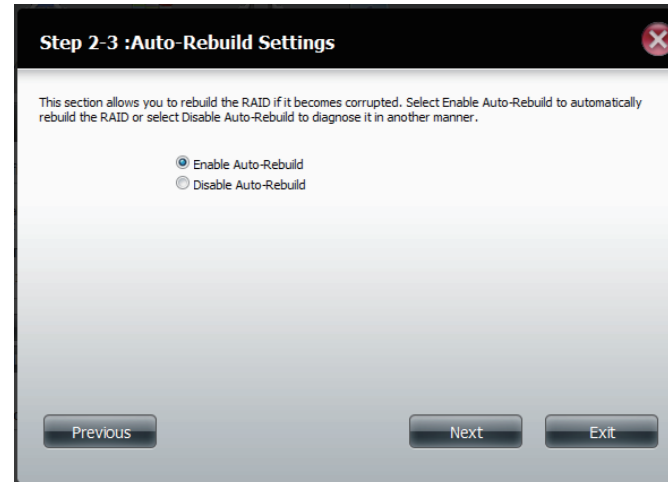 Step 2-3 :Auto-Rebuild Settings
This section allows you to rebuild the RAID if it becomes corrupted. Select Enable Auto-Rebuild to automatically
rebuild the RAID or select Disable Auto-Rebuild to diagnose it in another manner.
Enable Auto-Rebuild
Disable Auto-Rebuild
Previous
Next
Exit